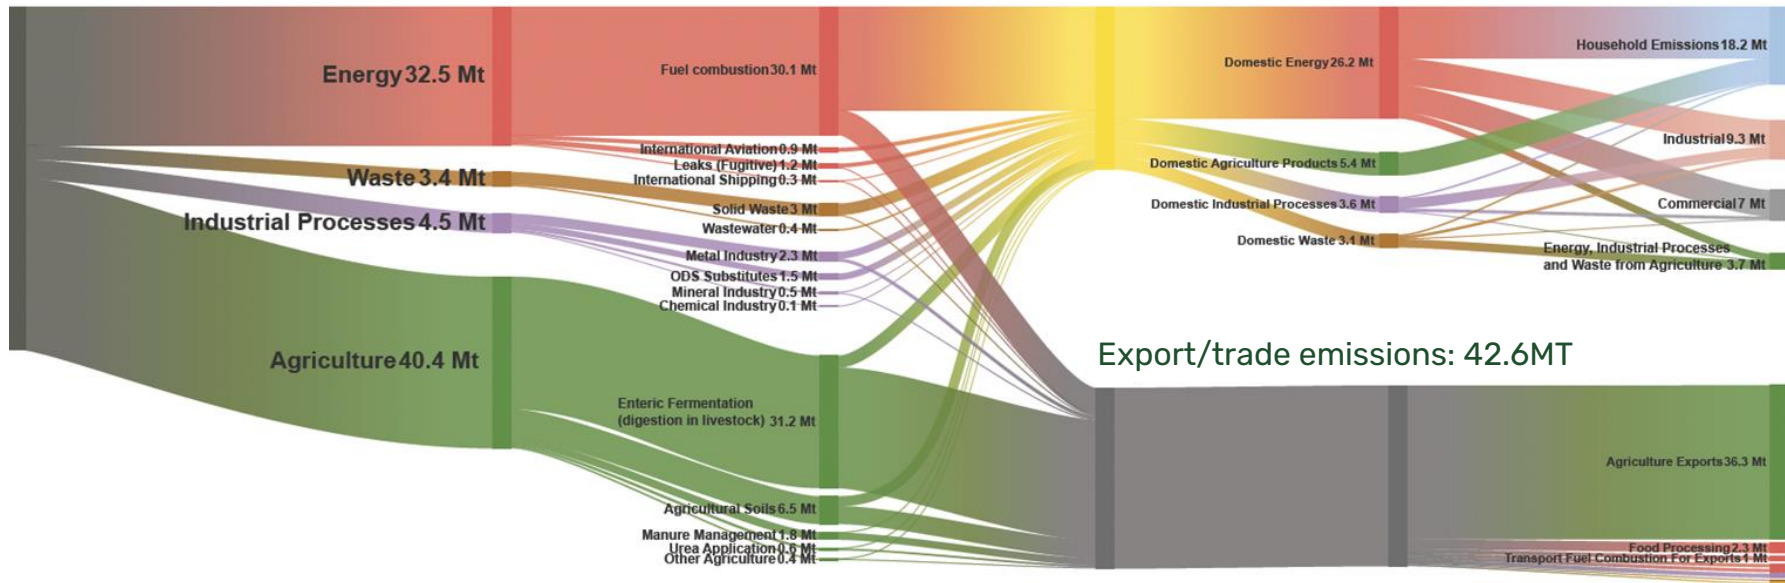 Energy 32.5 Mt
Waste 3.4 Mt
Industrial Processes 4.5 Mt
Agriculture 40.4 Mt
Fuel combustion 30.1 Mt
International Aviation 0.9 Mt
Leaks (Fugitive) 1.2 Mt
International Shipping 0.3 Mt
Solid Waste 3 Mt
Wastewater 0.4 Mt
Metal Industry 2.3 Mt
ODS Substitutes 1.5 Mt
Mineral Industry 0.5 Mt
Chemical Industry 0.1 Mt
Enteric Fermentation
(digestion in livestock) 31.2 Mt
Agricultural Soils 6.5 Mt
Manure Management 1.8 Mt
Urea Application 0.6 Mt
Other Agriculture 0.4 Mt
Domestic Energy 26.2 Mt
Domestic Agriculture Products 5.4 Mt
Domestic Industrial Processes 3.6 Mt
Domestic Waste 3.1 Mt
Household Emissions 18.2 Mt
Industrial 9.3 Mt
Commercial 7 Mt
Energy, Industrial Processes
and Waste from Agriculture 3.7 Mt
Export/trade emissions: 42.6MT
Agriculture Exports 36.3 Mt
Food Processing 2.3 Mt
Transport Fuel Combustion For Exports 1 Mt